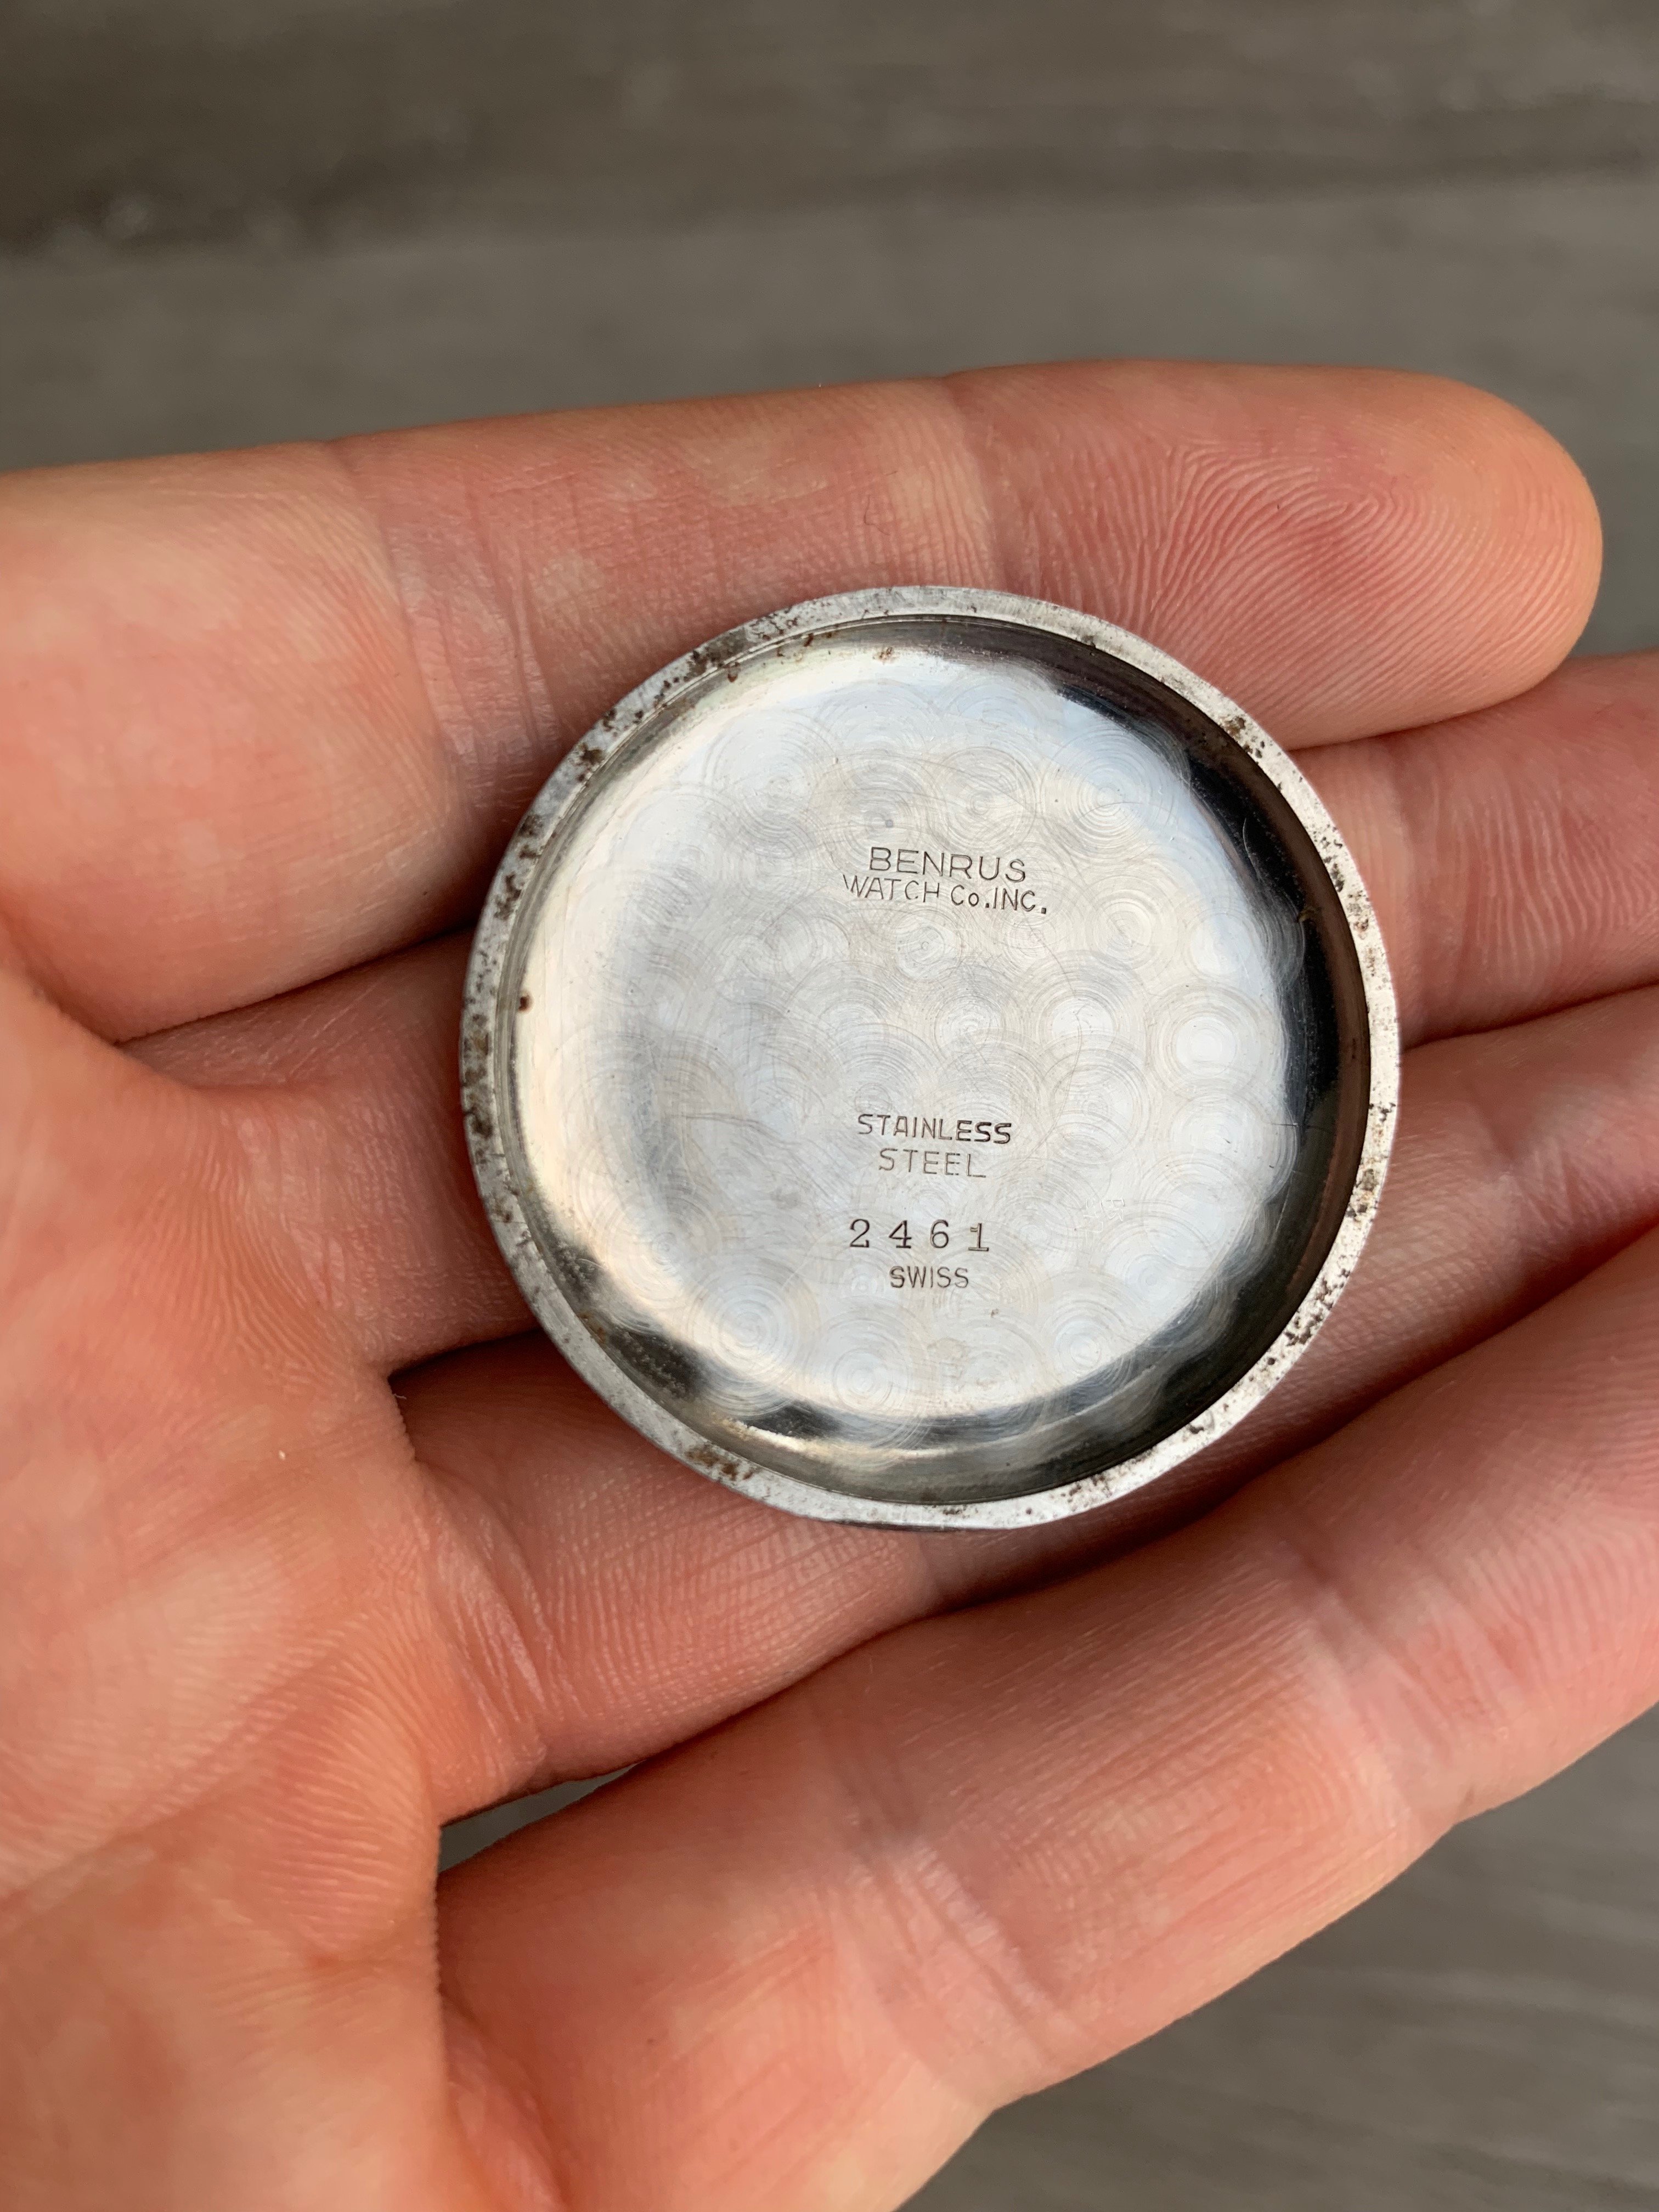 BENRUS
WATCH Co.INC.
STAINLESS
STEEL
2461
SWISS